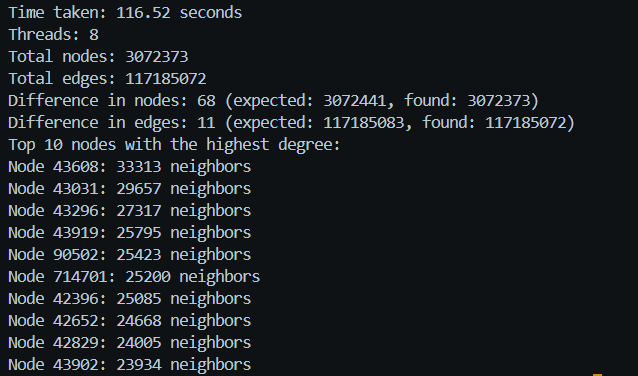 Time taken: 116.52 seconds
Threads: 8
Total nodes: 3072373
Total edges: 117185072
Difference in nodes: 68 (expected: 3072441, found: 3072373)
Difference in edges: 11 (expected: 117185083, found: 117185072)
Top 10 nodes with the highest degree:
Node 43608: 33313 neighbors
Node 43031: 29657 neighbors
Node 43296: 27317 neighbors
Node 43919: 25795 neighbors
Node 90502: 25423 neighbors
Node 714701: 25200 neighbors
Node 42396: 25085 neighbors
Node 42652: 24668 neighbors
Node 42829: 24005 neighbors
Node 43902: 23934 neighbors